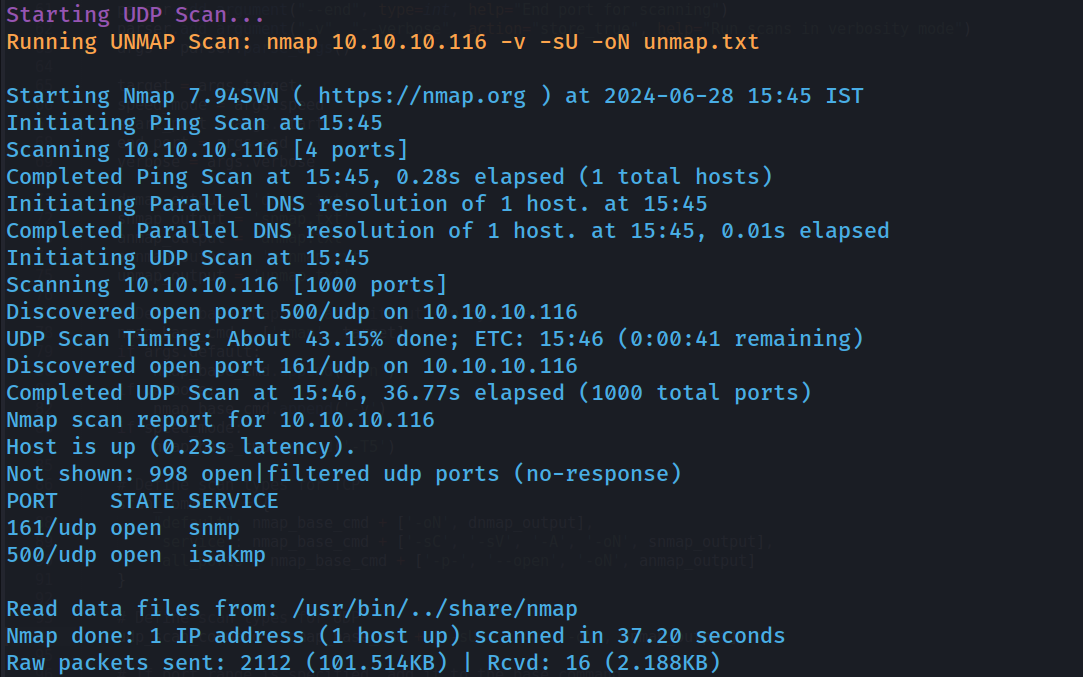 Starting UDP Scan...
Running UNMAP Scan: nmap 10.10.10.116 -v -sU -oN unmap.txt
Starting Nmap 7.94SVN ( https://nmap.org ) at 2024-06-28 15:45 IST
Initiating Ping Scan at 15:45
Scanning 10.10.10.116 [4 ports]
Completed Ping Scan at 15:45, 0.28s elapsed (1 total hosts)
Initiating Parallel DNS resolution of 1 host. at 15:45
Completed Parallel DNS resolution of 1 host. at 15:45, 0.01s elapsed
Initiating UDP Scan at 15:45
Scanning 10.10.10.116 [1000 ports]
Discovered open port 500/udp on 10.10.10.116
UDP Scan Timing: About 43.15% done; ETC: 15:46 (0:00:41 remaining)
Discovered open port 161/udp on 10.10.10.116
Completed UDP Scan at 15:46, 36.77s elapsed (1000 total ports)
Nmap scan report for 10.10.10.116
Host is up (0.23s latency).
Not shown: 998 open|filtered udp ports (no-response)
PORT    STATE SERVICE
161/udp open  snmp
500/udp open  isakmp
Read data files from: /usr/bin/../share/nmap
Nmap done: 1 IP address (1 host up) scanned in 37.20 seconds
Raw packets sent: 2112 (101.514KB) | Rcvd: 16 (2.188KB)